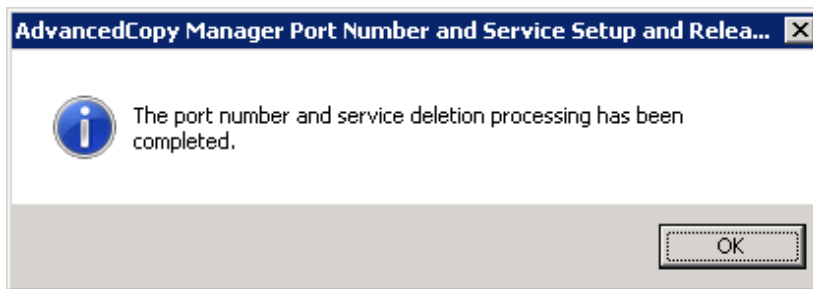 AdvancedCopy Manager Port Number and Service Setup and Relea...
The port number and service deletion processing has been
completed.
OK